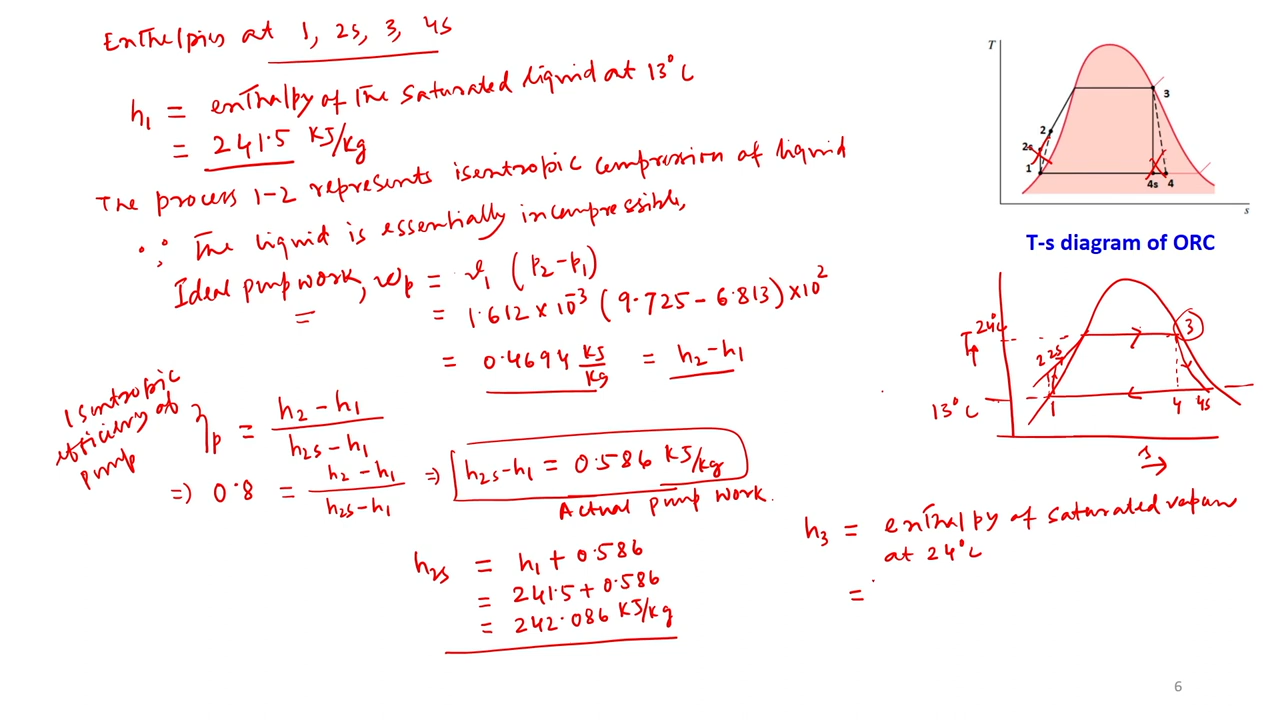 Enthalpies at 1, 2s, 3, 4s
h₁ = enthalpy of the saturated liquid at 13°C
= 241.5 KJ/kg
The process 1-2 represents isentropic compression of liquid
∵ The liquid is essentially incompressible,
Ideal pump work, wₚ = v₁ (p₂-p₁)
= 1.612 × 10⁻³ (9.725 - 6.813) × 10²
= 0.4694 KJ/Kg = h₂-h₁
Isentropic
efficiency of
pump
ηₚ = (h₂-h₁)/(h₂s-h₁)
⇒ 0.8 = (h₂-h₁)/(h₂s-h₁) ⇒ h₂s-h₁ = 0.586 KJ/kg
Actual pump work.
h₂s = h₁ + 0.586
= 241.5 + 0.586
= 242.086 KJ/kg
T
3
2
2s
1
4s 4
s
T-s diagram of ORC
T 24°C
3
2 2s
13°C
1
4 4s
s
h₃ = enthalpy of saturated vapour
at 24°C
=
6